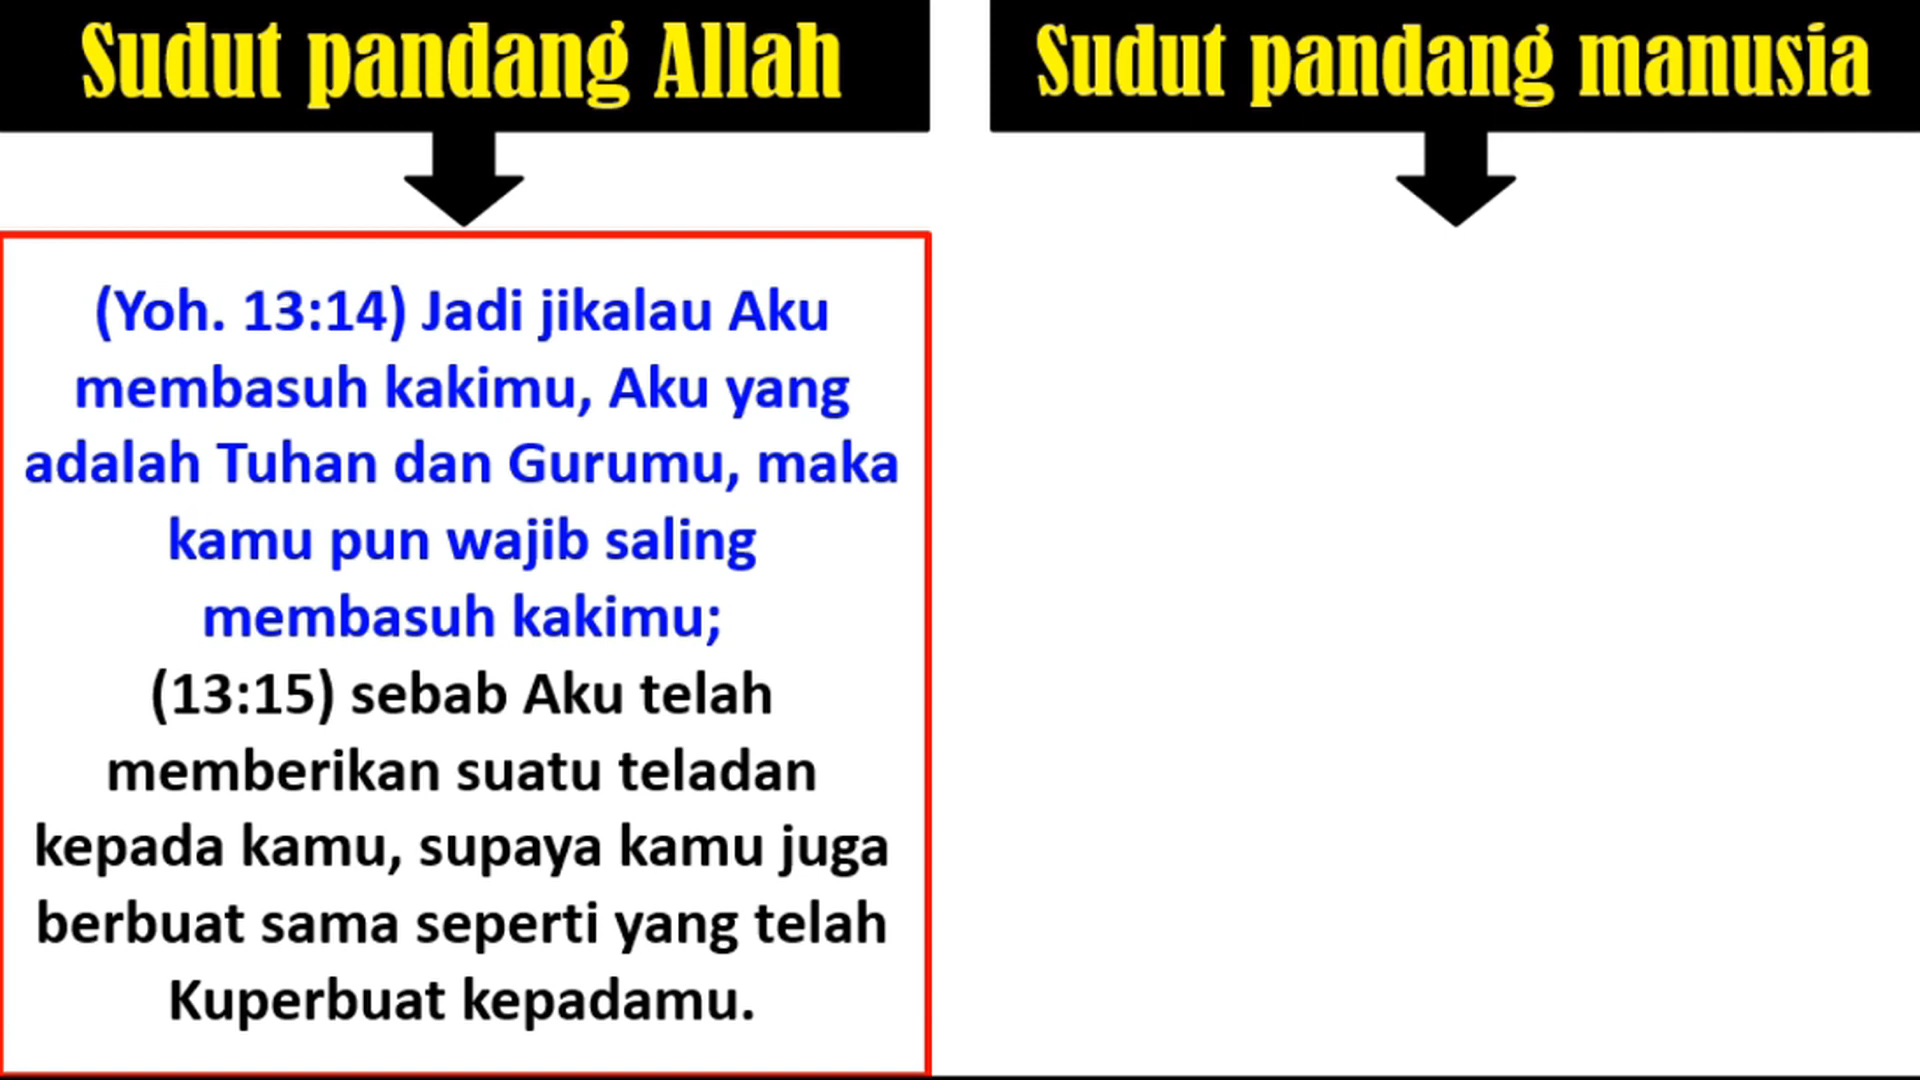 Sudut pandang Allah
Sudut pandang manusia
(Yoh. 13:14) Jadi jikalau Aku
membasuh kakimu, Aku yang
adalah Tuhan dan Gurumu, maka
kamu pun wajib saling
membasuh kakimu;
(13:15) sebab Aku telah
memberikan suatu teladan
kepada kamu, supaya kamu juga
berbuat sama seperti yang telah
Kuperbuat kepadamu.